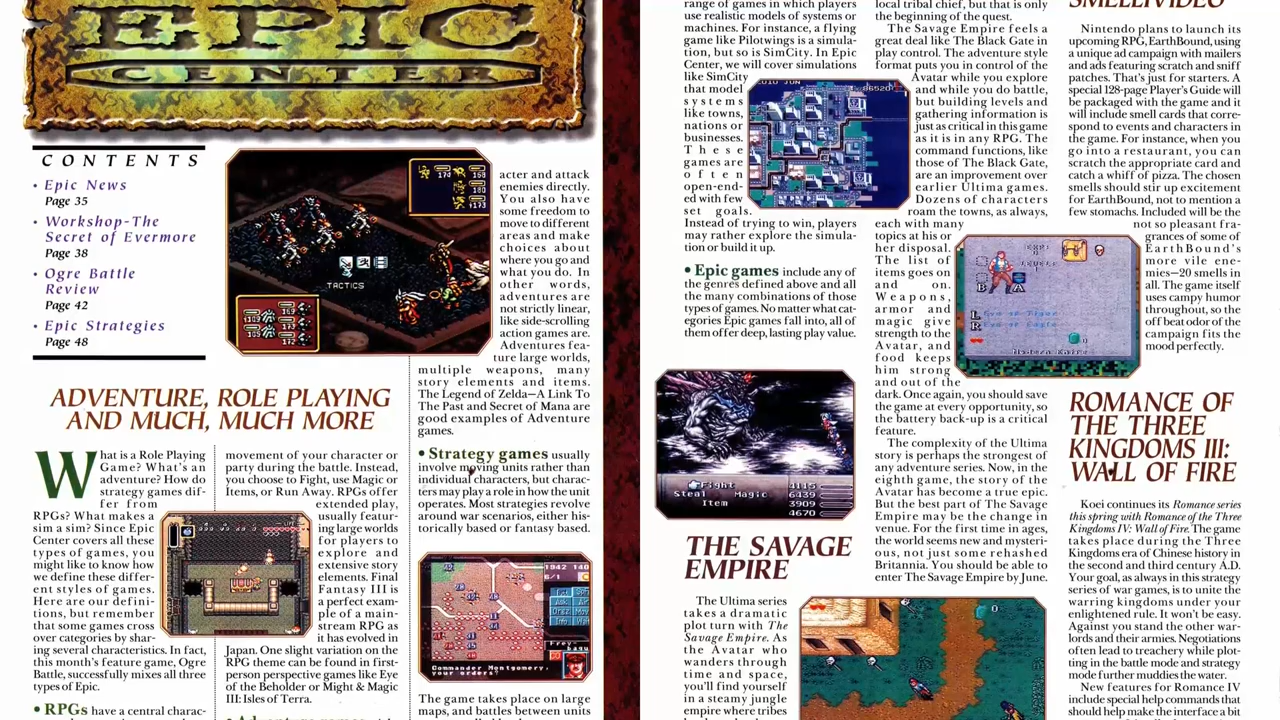 EPIC
CENTER
CONTENTS
• Epic News
Page 35
• Workshop-The
Secret of Evermore
Page 38
• Ogre Battle
Review
Page 42
• Epic Strategies
Page 48
TACTICS
ADVENTURE, ROLE PLAYING
AND MUCH, MUCH MORE
What is a Role Playing
Game? What's an
adventure? How do
strategy games dif-
fer from
RPGs? What makes a
sim a sim? Since Epic
Center covers all these
types of games, you
might like to know how
we define these differ-
ent styles of games.
Here are our defini-
tions, but remember
that some games cross
over categories by shar-
ing several characteristics. In fact,
this month's feature game, Ogre
Battle, successfully mixes all three
types of Epic.
• RPGs have a central charac-
movement of your character or
party during the battle. Instead,
you choose to Fight, use Magic or
Items, or Run Away. RPGs offer
extended play,
usually featur-
ing large worlds
for players to
explore and
extensive story
elements. Final
Fantasy III is
a perfect exam-
ple of a main-
stream RPG as
it has evolved in
Japan. One slight variation on the
RPG theme can be found in first-
person perspective games like Eye
of the Beholder or Might & Magic
III: Isles of Terra.
acter and attack
enemies directly.
You also have
some freedom to
move to different
areas and make
choices about
where you go and
what you do. In
other words,
adventures are
not strictly linear,
like side-scrolling
action games are.
Adventures fea-
ture large worlds,
multiple weapons, many
story elements and items.
The Legend of Zelda—A Link To
The Past and Secret of Mana are
good examples of Adventure
games.
• Strategy games usually
involve moving units rather than
individual characters, but charac-
ters may play a role in how the unit
operates. Most strategies revolve
around war scenarios, either his-
torically based or fantasy based.
Commander Montgomery,
your orders?
The game takes place on large
maps, and battles between units
range of games in which players
use realistic models of systems or
machines. For instance, a flying
game like Pilotwings is a simula-
tion, but so is SimCity. In Epic
Center, we will cover simulations
like SimCity
that model
systems
like towns,
nations or
businesses.
These
games are
often
open-end-
ed with few
set goals.
Instead of trying to win, players
may rather explore the simula-
tion or build it up.
• Epic games include any of
the genres defined above and all
the many combinations of those
types of games. No matter what cat-
egories Epic games fall into, all of
them offer deep, lasting play value.
Fight 4115
Steal Magic 6439
Item 3909
4670
THE SAVAGE
EMPIRE
The Ultima series
takes a dramatic
plot turn with The
Savage Empire. As
the Avatar who
wanders through
time and space,
you'll find yourself
in a steamy jungle
empire where tribes
local tribal chief, but that is only
the beginning of the quest.
The Savage Empire feels a
great deal like The Black Gate in
play control. The adventure style
format puts you in control of the
Avatar while you explore
and while you do battle,
but building levels and
gathering information is
just as critical in this game
as it is in any RPG. The
command functions, like
those of The Black Gate,
are an improvement over
earlier Ultima games.
Dozens of characters
roam the towns, as always,
each with many
topics at his or
her disposal.
The list of
items goes on
and on.
Weapons,
armor and
magic give
strength to the
Avatar, and
food keeps
him strong
and out of the
dark. Once again, you should save
the game at every opportunity, so
the battery back-up is a critical
feature.
The complexity of the Ultima
story is perhaps the strongest of
any adventure series. Now, in the
eighth game, the story of the
Avatar has become a true epic.
But the best part of The Savage
Empire may be the change in
venue. For the first time in ages,
the world seems new and mysteri-
ous, not just some rehashed
Britannia. You should be able to
enter The Savage Empire by June.
SMELLIVIDEO
Nintendo plans to launch its
upcoming RPG, EarthBound, using
a unique ad campaign with mailers
and ads featuring scratch and sniff
patches. That's just for starters. A
special 128-page Player's Guide will
be packaged with the game and it
will include smell cards that corre-
spond to events and characters in
the game. For instance, when you
go into a restaurant, you can
scratch the appropriate card and
catch a whiff of pizza. The chosen
smells should stir up excitement
for EarthBound, not to mention a
few stomachs. Included will be the
not so pleasant fra-
grances of some of
EarthBound's
more vile ene-
mies—20 smells in
all. The game itself
uses campy humor
throughout, so the
off beat odor of the
campaign fits the
mood perfectly.
ROMANCE OF
THE THREE
KINGDOMS III:
WALL OF FIRE
Koei continues its Romance series
this spring with Romance of the Three
Kingdoms IV: Wall of Fire. The game
takes place during the Three
Kingdoms era of Chinese history in
the second and third century A.D.
Your goal, as always in this strategy
series of war games, is to unite the
warring kingdoms under your
enlightened rule. It won't be easy.
Against you stand the other war-
lords and their armies. Negotiations
often lead to treachery while plot-
ting in the battle mode and strategy
mode further muddies the water.
New features for Romance IV
include special help commands that
should help make the interface a bit